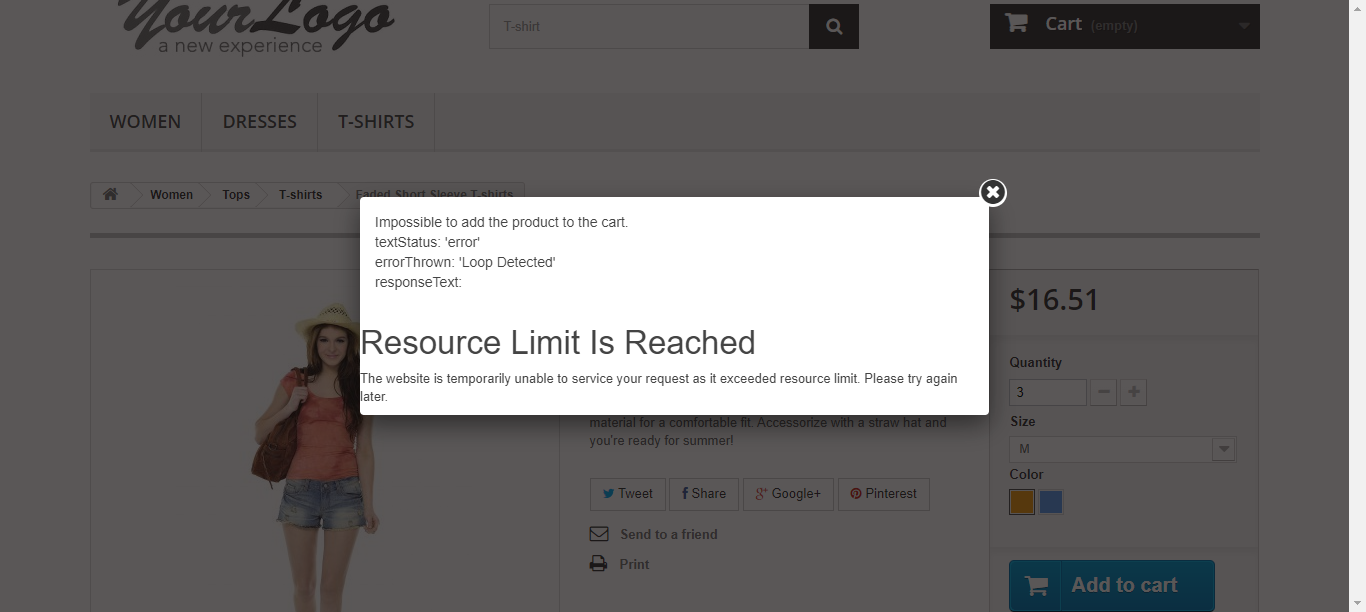 YourLogo
a new experience
T-shirt
Cart (empty)
WOMEN DRESSES T-SHIRTS
Women Tops T-shirts Faded Short Sleeve T-shirts
Impossible to add the product to the cart.
textStatus: 'error'
errorThrown: 'Loop Detected'
responseText:
Resource Limit Is Reached
The website is temporarily unable to service your request as it exceeded resource limit. Please try again
later.
material for a comfortable fit. Accessorize with a straw hat and
you're ready for summer!
Tweet Share Google+ Pinterest
Send to a friend
Print
$16.51
Quantity
3
Size
M
Color
Add to cart